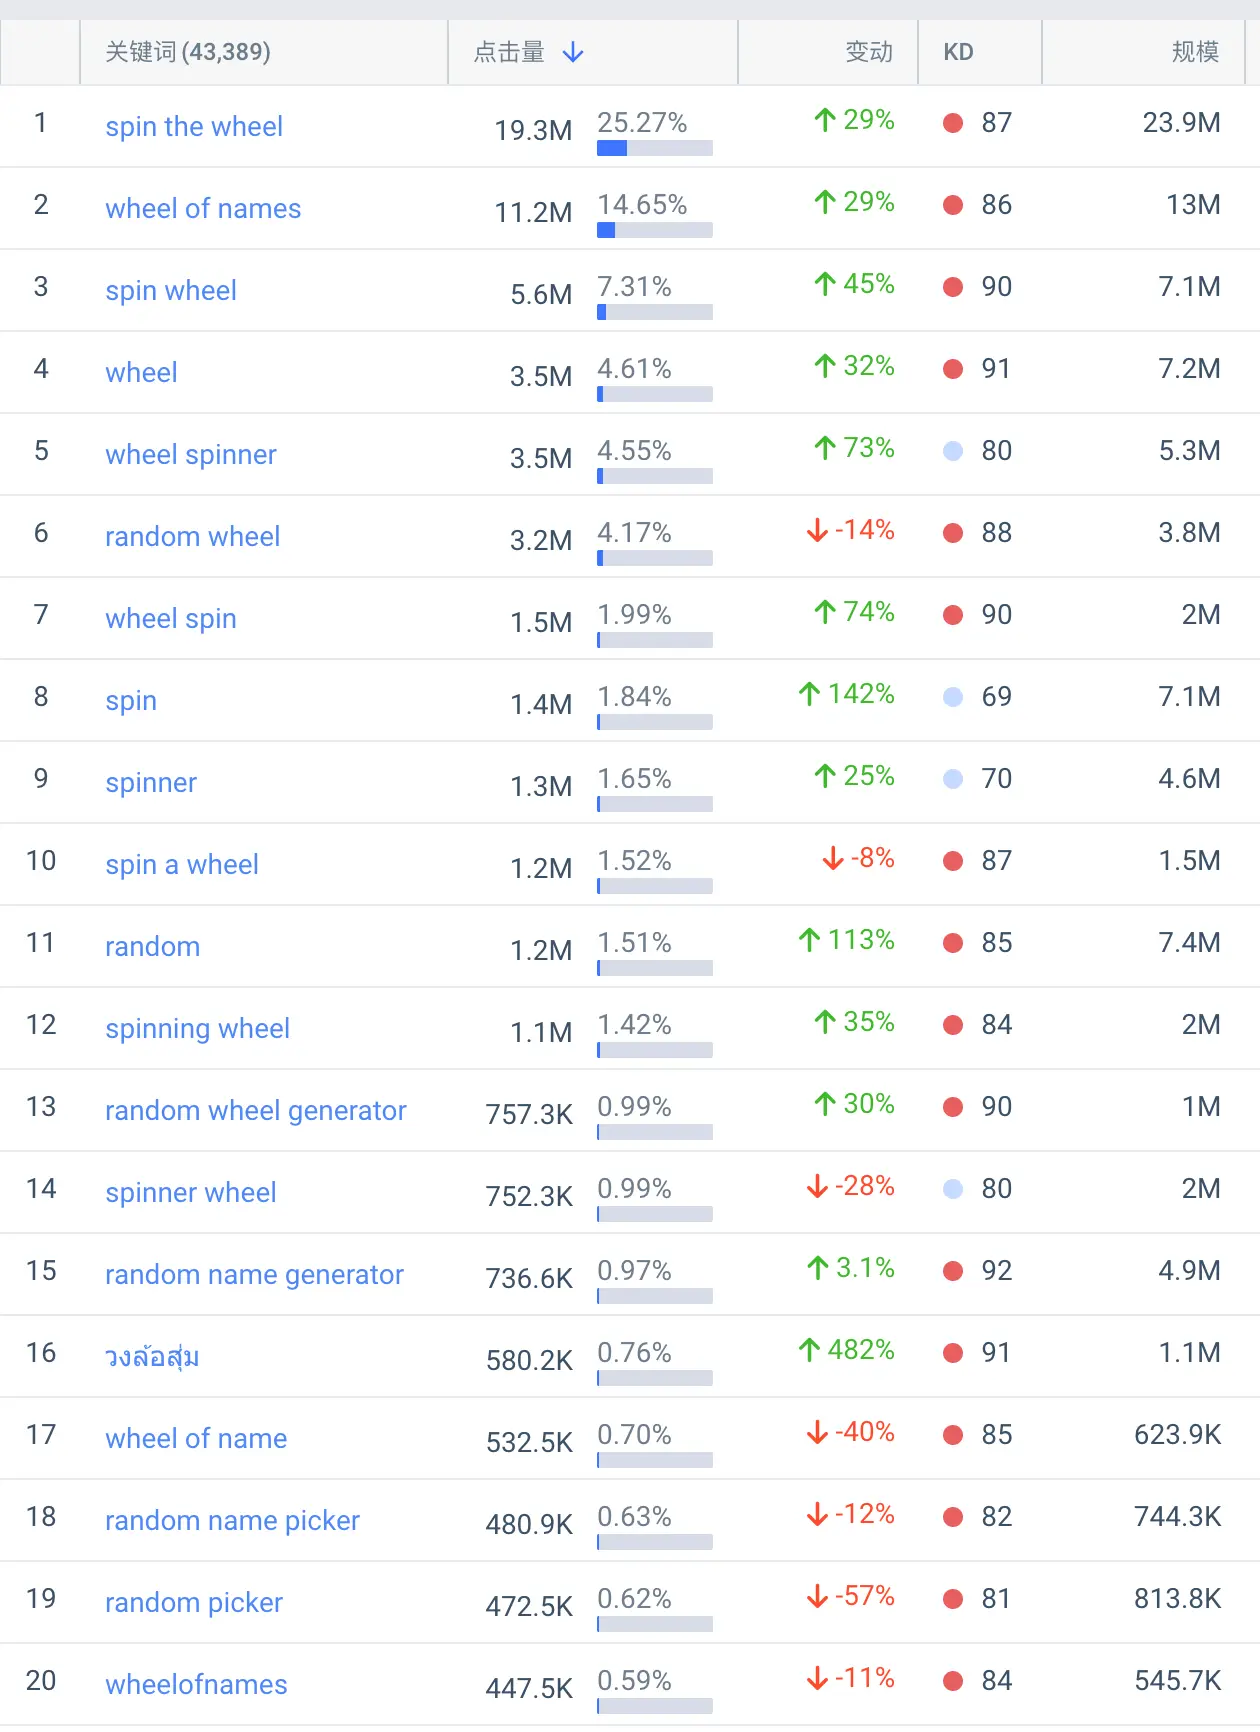 关键词 (43,389) 点击量 变动 KD 规模
1 spin the wheel 19.3M 25.27% 29% 87 23.9M
2 wheel of names 11.2M 14.65% 29% 86 13M
3 spin wheel 5.6M 7.31% 45% 90 7.1M
4 wheel 3.5M 4.61% 32% 91 7.2M
5 wheel spinner 3.5M 4.55% 73% 80 5.3M
6 random wheel 3.2M 4.17% -14% 88 3.8M
7 wheel spin 1.5M 1.99% 74% 90 2M
8 spin 1.4M 1.84% 142% 69 7.1M
9 spinner 1.3M 1.65% 25% 70 4.6M
10 spin a wheel 1.2M 1.52% -8% 87 1.5M
11 random 1.2M 1.51% 113% 85 7.4M
12 spinning wheel 1.1M 1.42% 35% 84 2M
13 random wheel generator 757.3K 0.99% 30% 90 1M
14 spinner wheel 752.3K 0.99% -28% 80 2M
15 random name generator 736.6K 0.97% 3.1% 92 4.9M
16 วงล้อสุ่ม 580.2K 0.76% 482% 91 1.1M
17 wheel of name 532.5K 0.70% -40% 85 623.9K
18 random name picker 480.9K 0.63% -12% 82 744.3K
19 random picker 472.5K 0.62% -57% 81 813.8K
20 wheelofnames 447.5K 0.59% -11% 84 545.7K